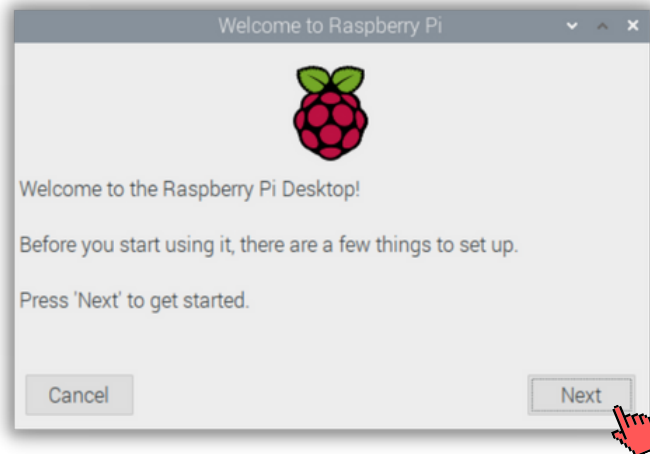 Welcome to Raspberry Pi
Welcome to the Raspberry Pi Desktop!
Before you start using it, there are a few things to set up.
Press 'Next' to get started.
Cancel
Next